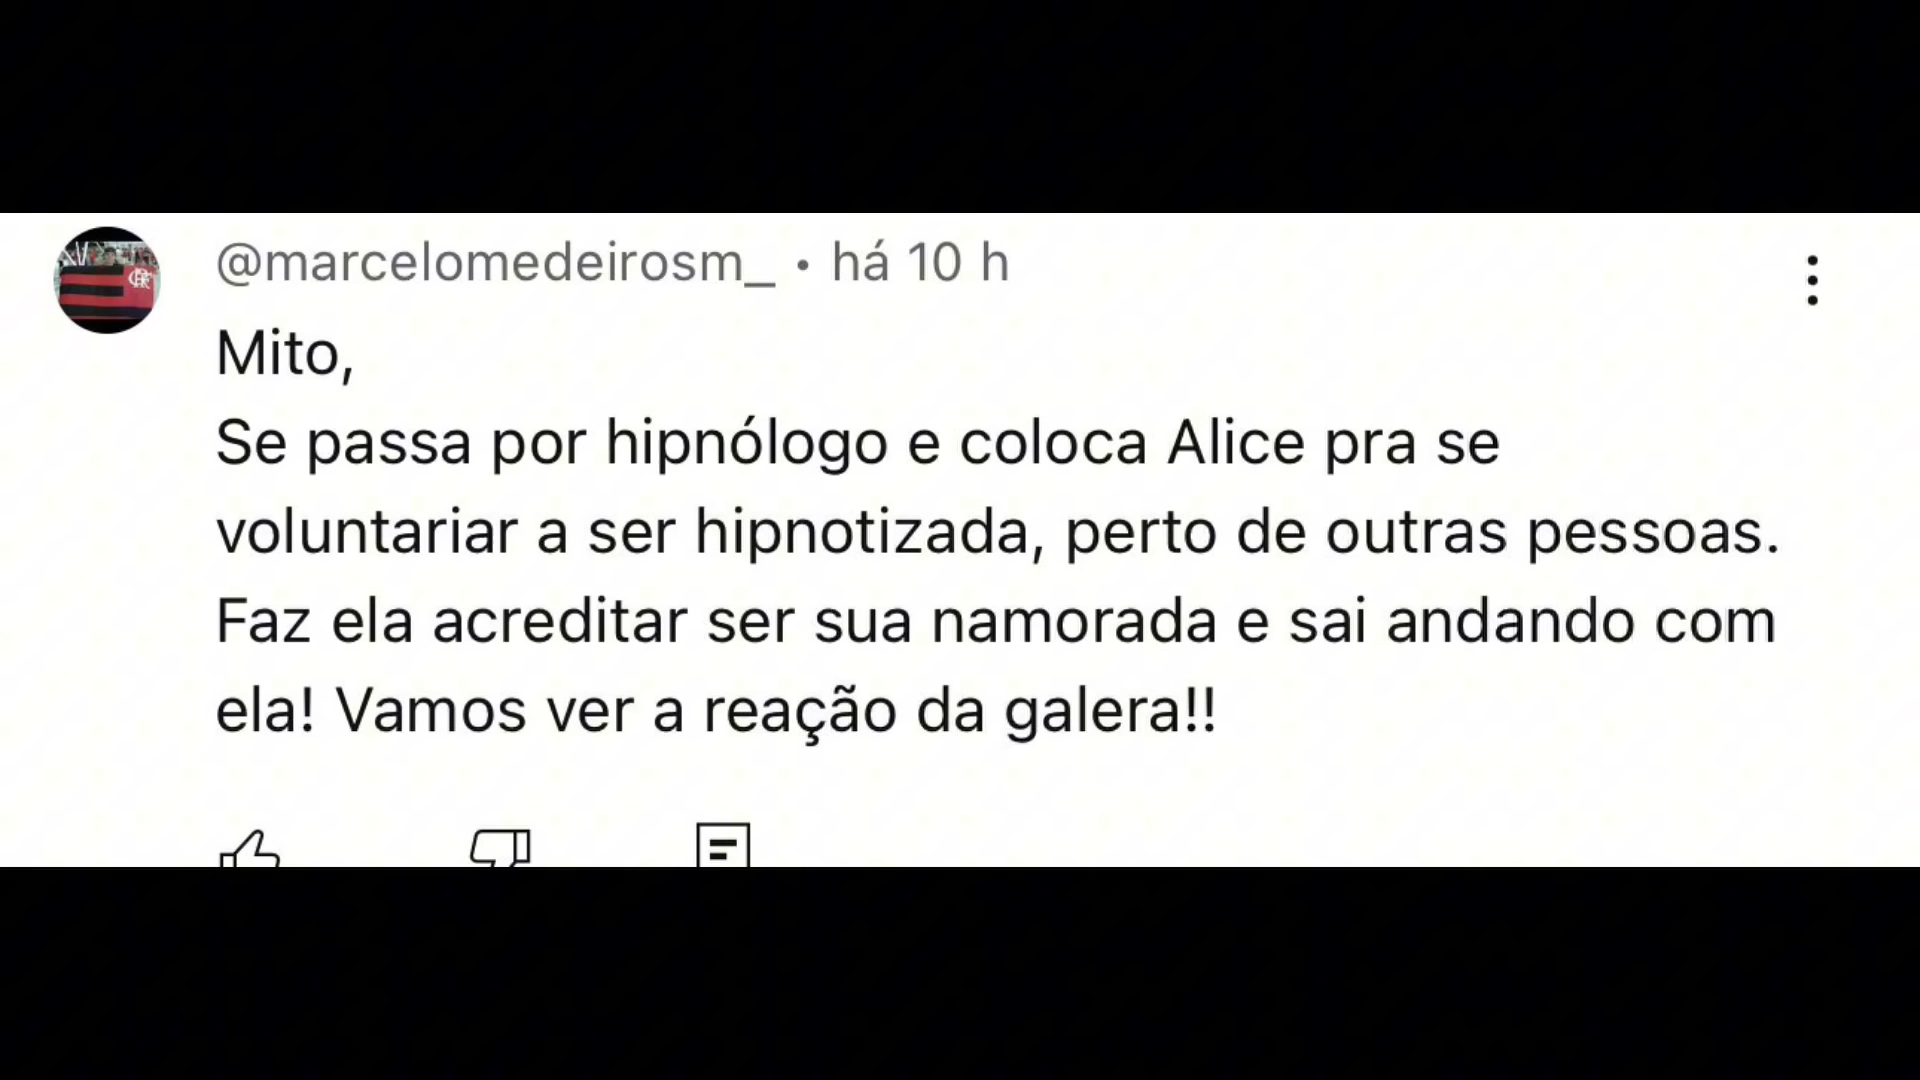 @marcelomedeirosm_ • há 10 h
Mito,
Se passa por hipnólogo e coloca Alice pra se
voluntariar a ser hipnotizada, perto de outras pessoas.
Faz ela acreditar ser sua namorada e sai andando com
ela! Vamos ver a reação da galera!!